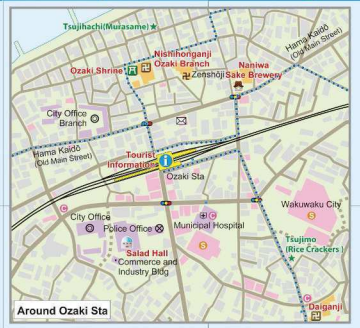 Tsujihachi(Murasame)★
Nishihonganji
Ozaki Branch
Ozaki Shrine
Zenshōji
Naniwa
Sake Brewery
Hama Kaidō
(Old Main Street)
City Office
Branch
Hama Kaidō
(Old Main Street)
Tourist
Information
i
Ozaki Sta
C
Wakuwaku City
C
City Office
Police Office
Municipal Hospital
S
S
Tsujimo
(Rice Crackers)
Salad Hall
Commerce and
Industry Bldg
C
Daiganji
Around Ozaki Sta